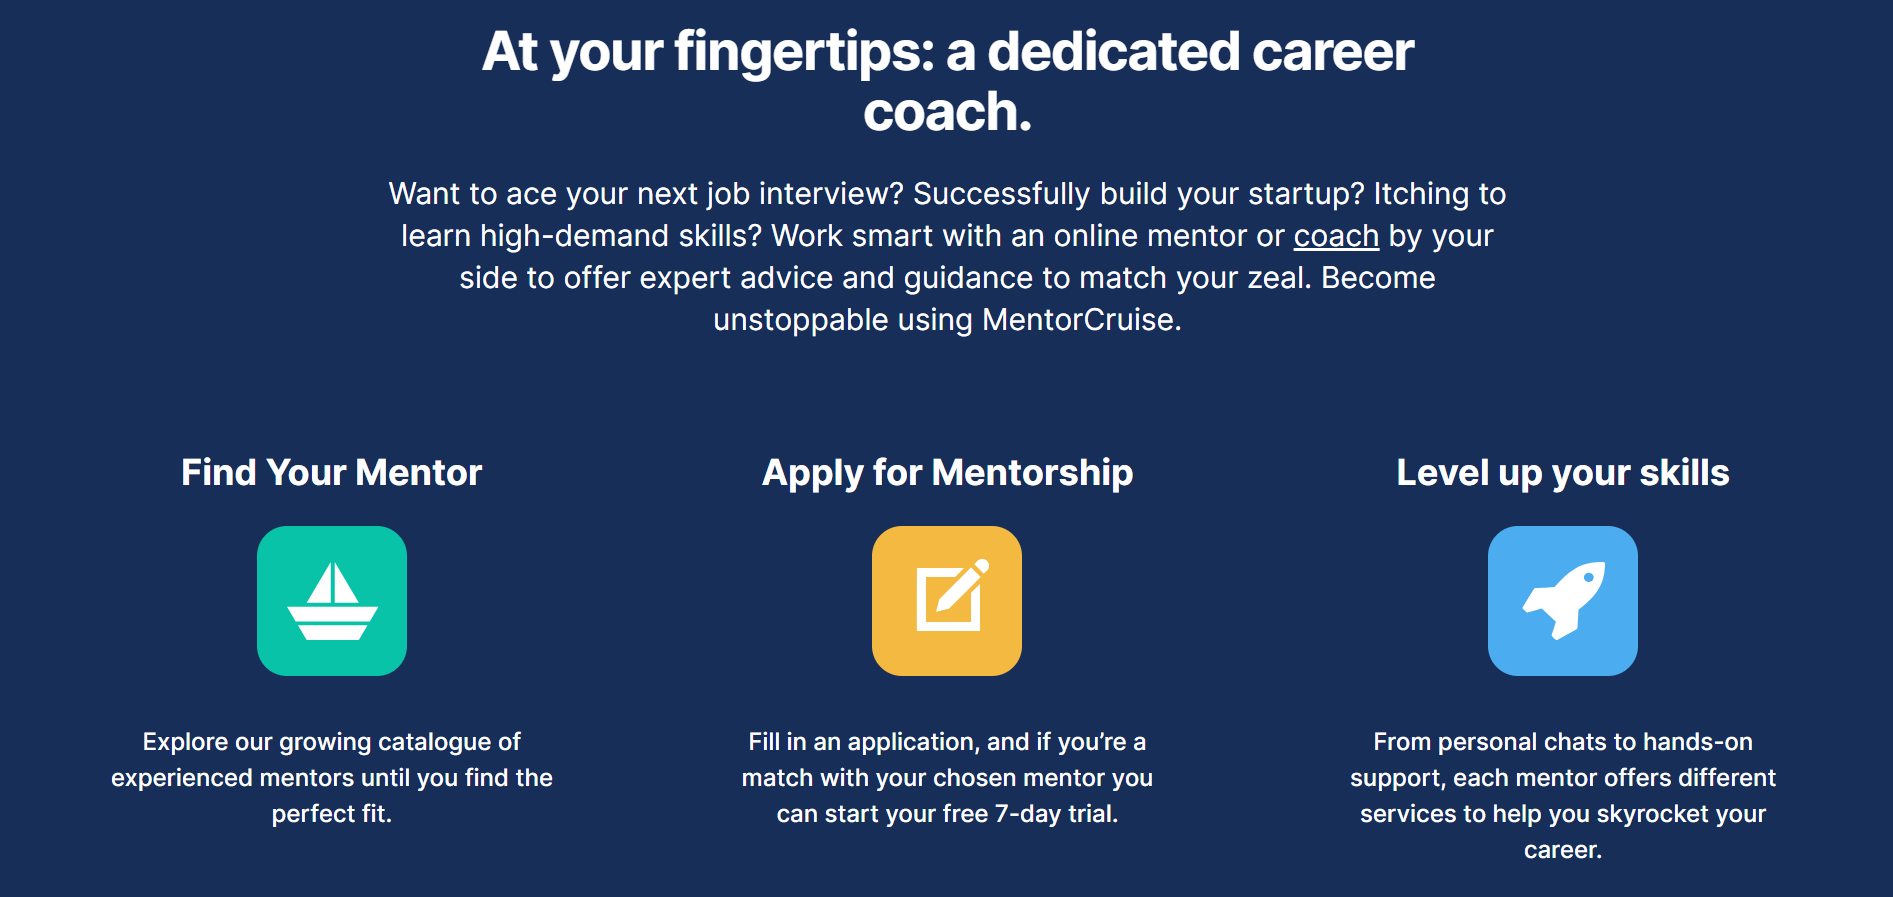 At your fingertips: a dedicated career
coach.
Want to ace your next job interview? Successfully build your startup? Itching to
learn high-demand skills? Work smart with an online mentor or coach by your
side to offer expert advice and guidance to match your zeal. Become
unstoppable using MentorCruise.
Find Your Mentor
Explore our growing catalogue of
experienced mentors until you find the
perfect fit.
Apply for Mentorship
Fill in an application, and if you’re a
match with your chosen mentor you
can start your free 7-day trial.
Level up your skills
From personal chats to hands-on
support, each mentor offers different
services to help you skyrocket your
career.